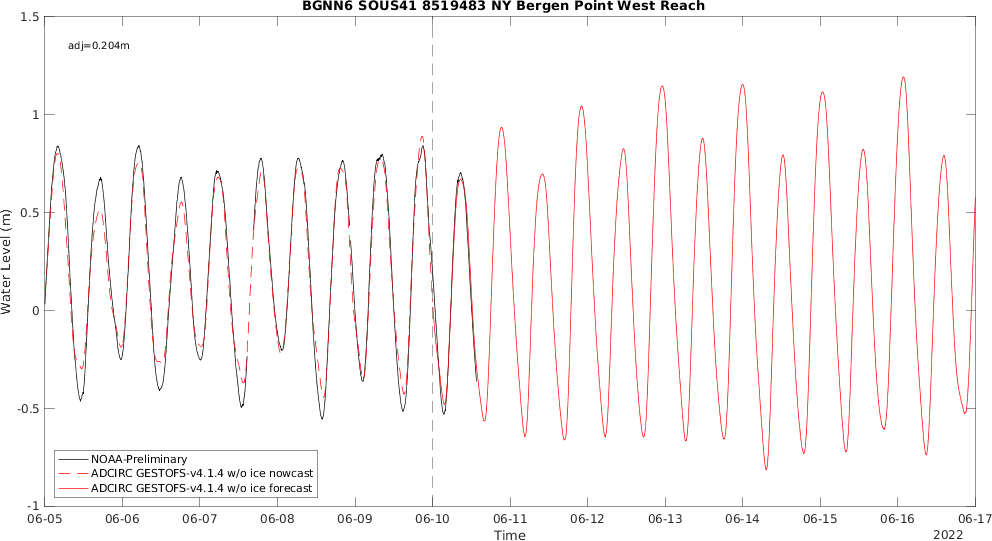 BGNN6 SOUS41 8519483 NY Bergen Point West Reach
adj=0.204m
1.5
1
0.5
0
-0.5
-1
Water Level (m)
NOAA-Preliminary
ADCIRC GESTOFS-v4.1.4 w/o ice nowcast
ADCIRC GESTOFS-v4.1.4 w/o ice forecast
06-05 06-06 06-07 06-08 06-09 06-10 06-11 06-12 06-13 06-14 06-15 06-16 06-17
Time
2022